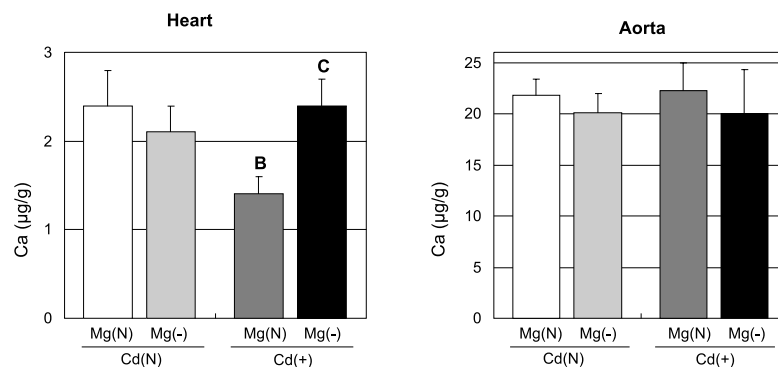 Heart
Ca (µg/g)
3
2
1
0
B
C
Mg(N) Mg(-) Mg(N) Mg(-)
Cd(N) Cd(+)
Aorta
Ca (µg/g)
25
20
15
10
5
0
Mg(N) Mg(-) Mg(N) Mg(-)
Cd(N) Cd(+)